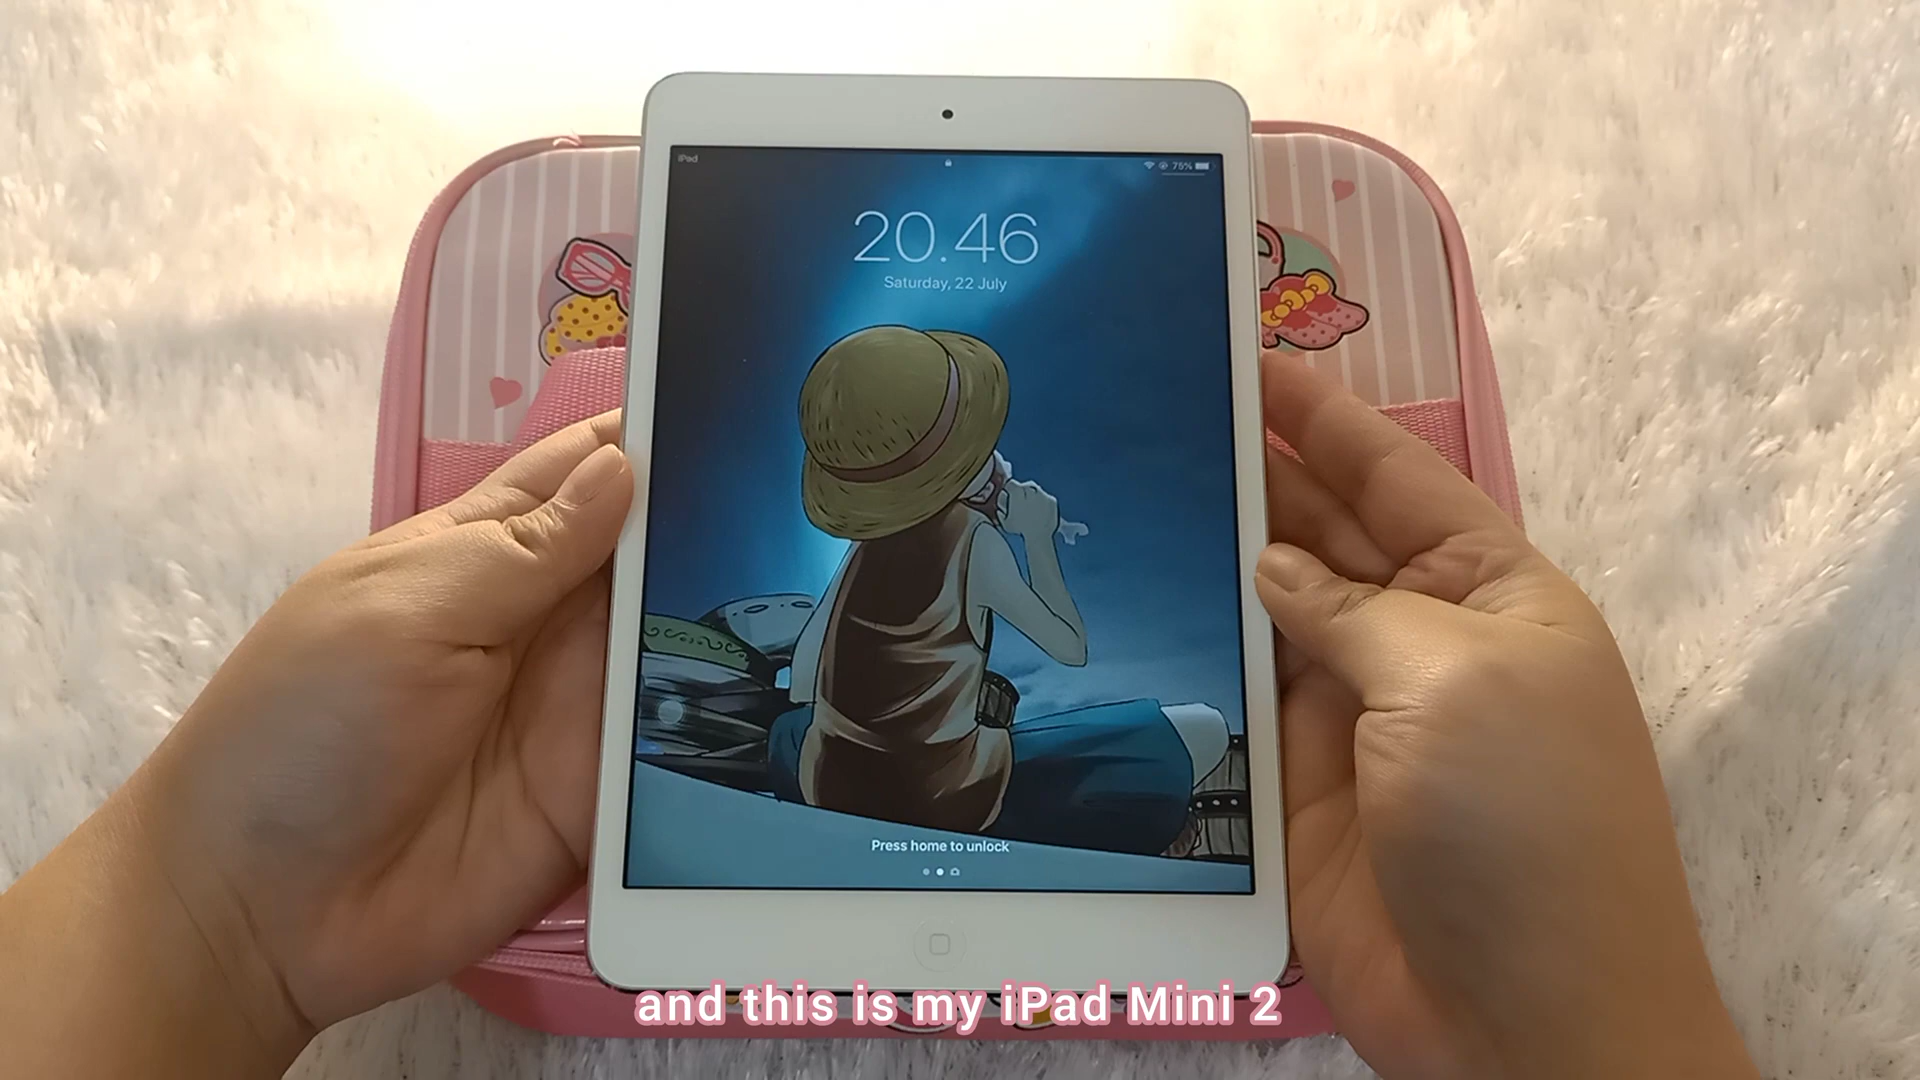 iPad
75%
20.46
Saturday, 22 July
Press home to unlock
and this is my iPad Mini 2